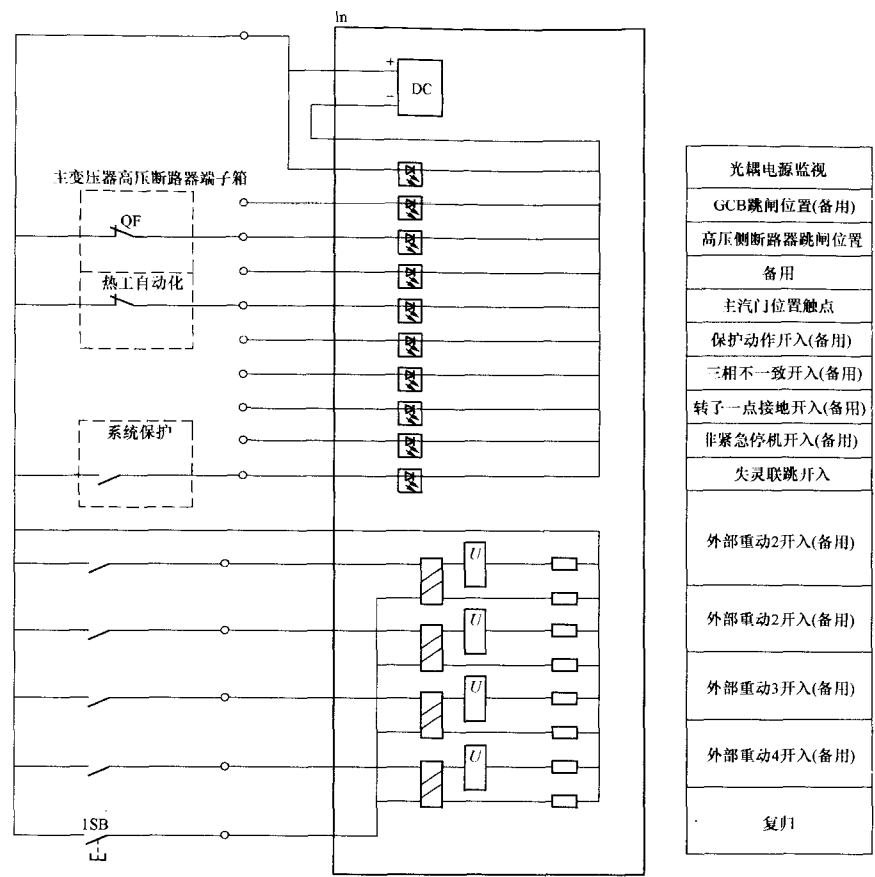 In
+
DC
−
主变压器高压断路器端子箱
QF
热工自动化
系统保护
U
U
U
U
1SB
光耦电源监视
GCB跳闸位置(备用)
高压侧断路器跳闸位置
备用
主汽门位置触点
保护动作开入(备用)
三相不一致开入(备用)
转子一点接地开入(备用)
非紧急停机开入(备用)
失灵联跳开入
外部重动2开入(备用)
外部重动2开入(备用)
外部重动3开入(备用)
外部重动4开入(备用)
复归